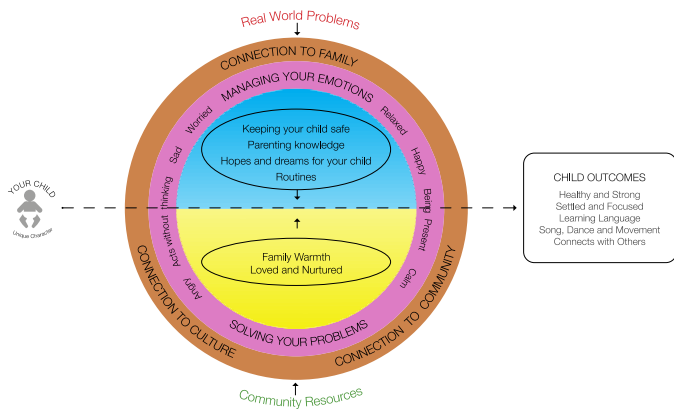 Real World Problems
CONNECTION TO FAMILY
MANAGING YOUR EMOTIONS
Worried
Sad
Acts without thinking
Angry
Relaxed
Happy
Being Present
Calm
Keeping your child safe
Parenting knowledge
Hopes and dreams for your child
Routines
Family Warmth
Loved and Nurtured
SOLVING YOUR PROBLEMS
CONNECTION TO CULTURE
CONNECTION TO COMMUNITY
Community Resources
YOUR CHILD
Unique Character
CHILD OUTCOMES
Healthy and Strong
Settled and Focused
Learning Language
Song, Dance and Movement
Connects with Others